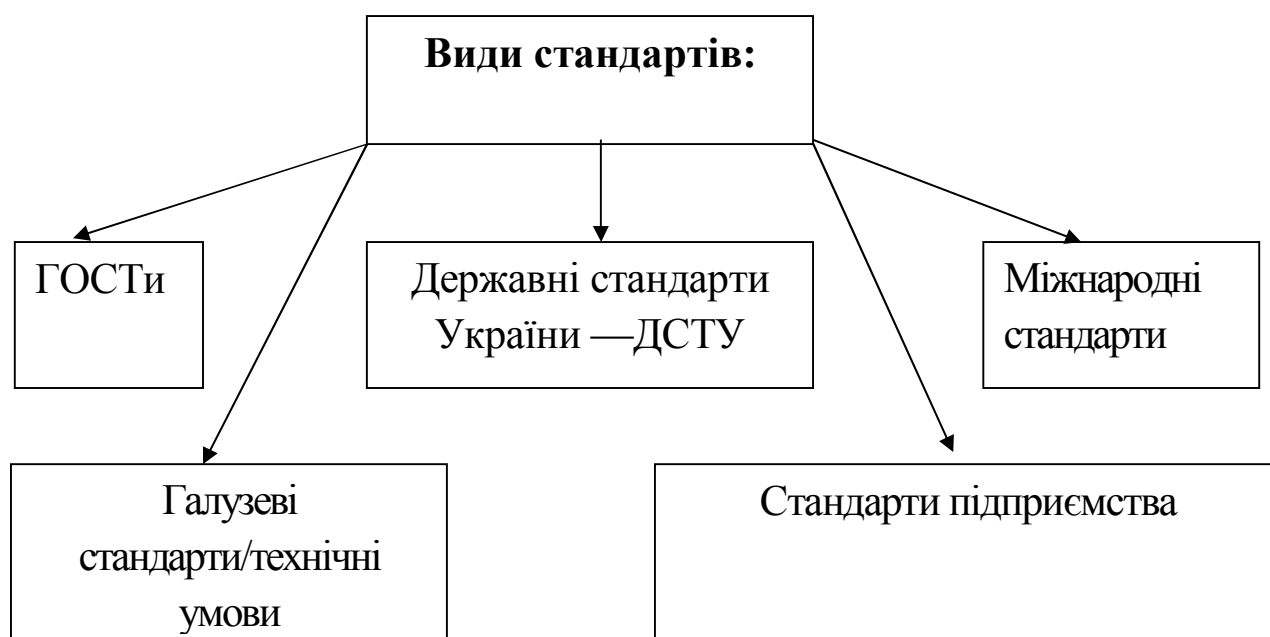 Види стандартів:
ГОСТи
Державні стандарти
України —ДСТУ
Міжнародні
стандарти
Галузеві
стандарти/технічні
умови
Стандарти підприємства